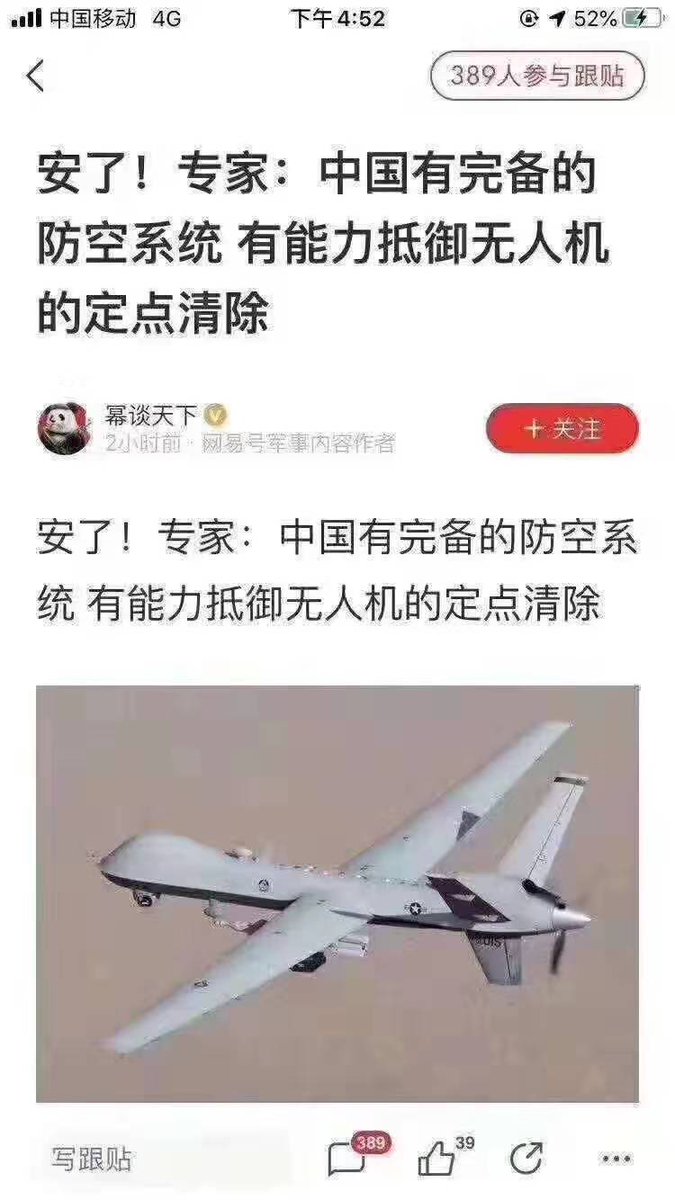 中国移动 4G 下午4:52 52%
389人参与跟贴
安了！专家：中国有完备的
防空系统 有能力抵御无人机
的定点清除
幂谈天下
2小时前 · 网易号军事内容作者
+关注
安了！专家：中国有完备的防空系
统 有能力抵御无人机的定点清除
写跟贴 389 39